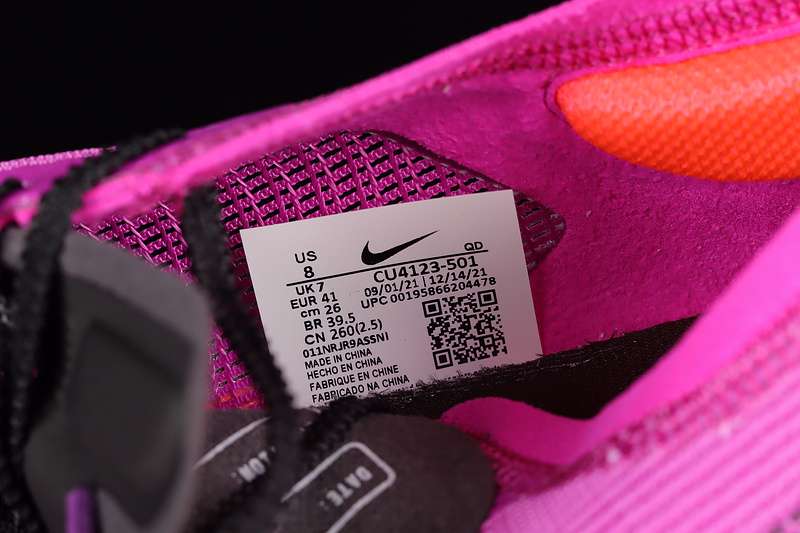 US
8
QD
CU4123-501
UK 7
09/01/21 | 12/14/21
EUR 41
UPC 00195866204478
cm 26
BR 39.5
CN 260(2.5)
011NRJR9ASSN1
MADE IN CHINA
HECHO EN CHINA
FABRIQUE EN CHINE
FABRICADO NA CHINA
DATE: